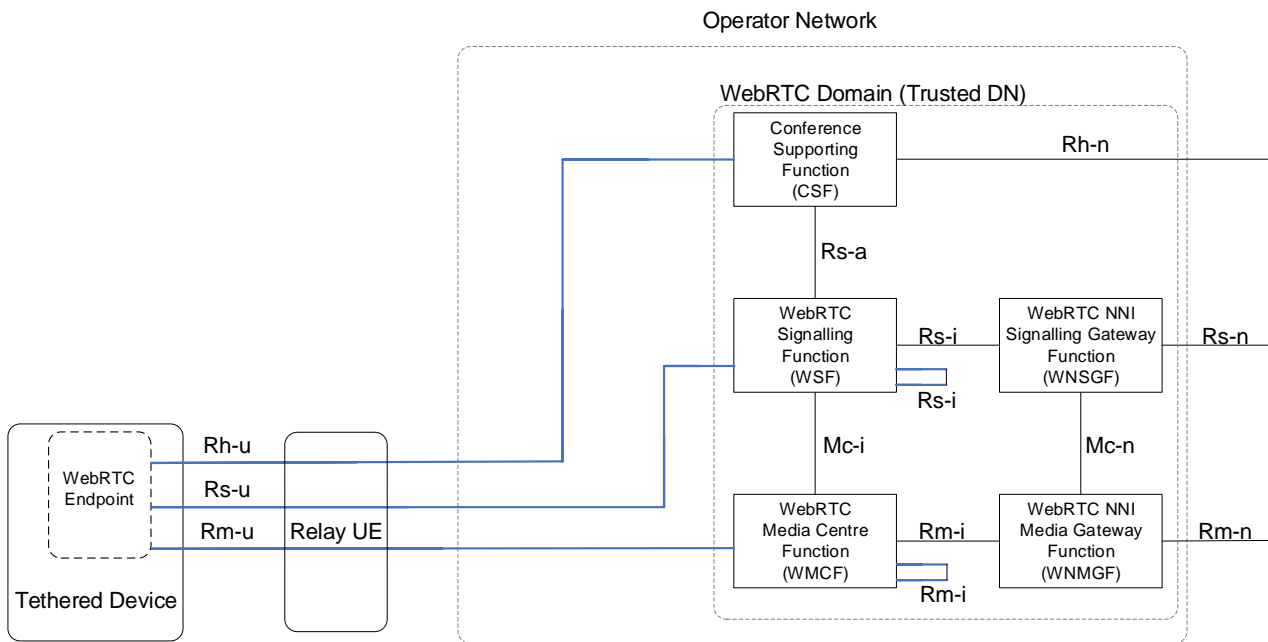 Operator Network
WebRTC Domain (Trusted DN)
Conference
Supporting
Function
(CSF)
Rh-n
Rs-a
WebRTC
Signalling
Function
(WSF)
Rs-i
WebRTC NNI
Signalling Gateway
Function
(WNSGF)
Rs-n
Rs-i
Mc-i
Mc-n
WebRTC
Endpoint
Rh-u
Rs-u
Rm-u
Relay UE
Tethered Device
WebRTC
Media Centre
Function
(WMCF)
Rm-i
WebRTC NNI
Media Gateway
Function
(WNMGF)
Rm-n
Rm-i